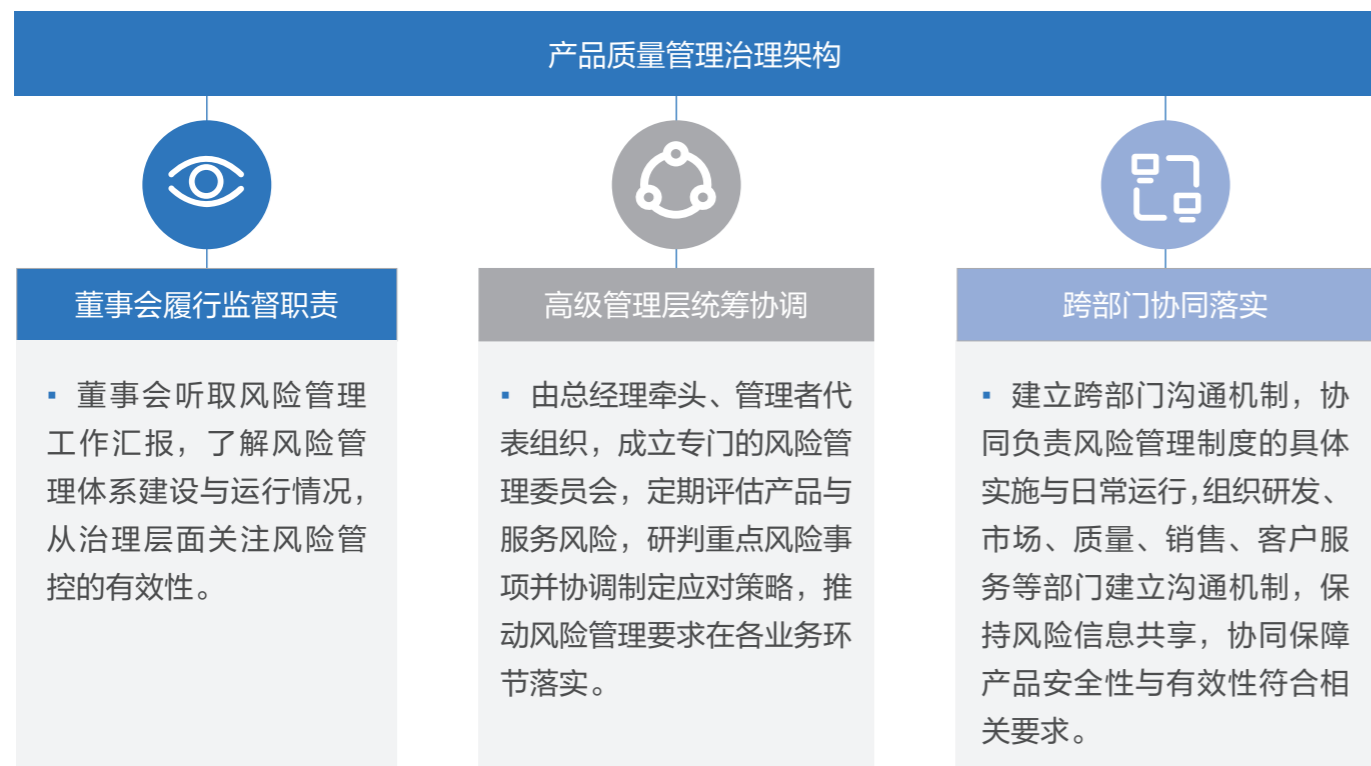 产品质量管理治理架构
董事会履行监督职责
▪ 董事会听取风险管理
工作汇报，了解风险管
理体系建设与运行情况，
从治理层面关注风险管
控的有效性。
高级管理层统筹协调
▪ 由总经理牵头、管理者代
表组织，成立专门的风险管
理委员会，定期评估产品与
服务风险，研判重点风险事
项并协调制定应对策略，推
动风险管理要求在各业务环
节落实。
跨部门协同落实
▪ 建立跨部门沟通机制，协
同负责风险管理制度的具体
实施与日常运行，组织研发、
市场、质量、销售、客户服
务等部门建立沟通机制，保
持风险信息共享，协同保障
产品安全性与有效性符合相
关要求。